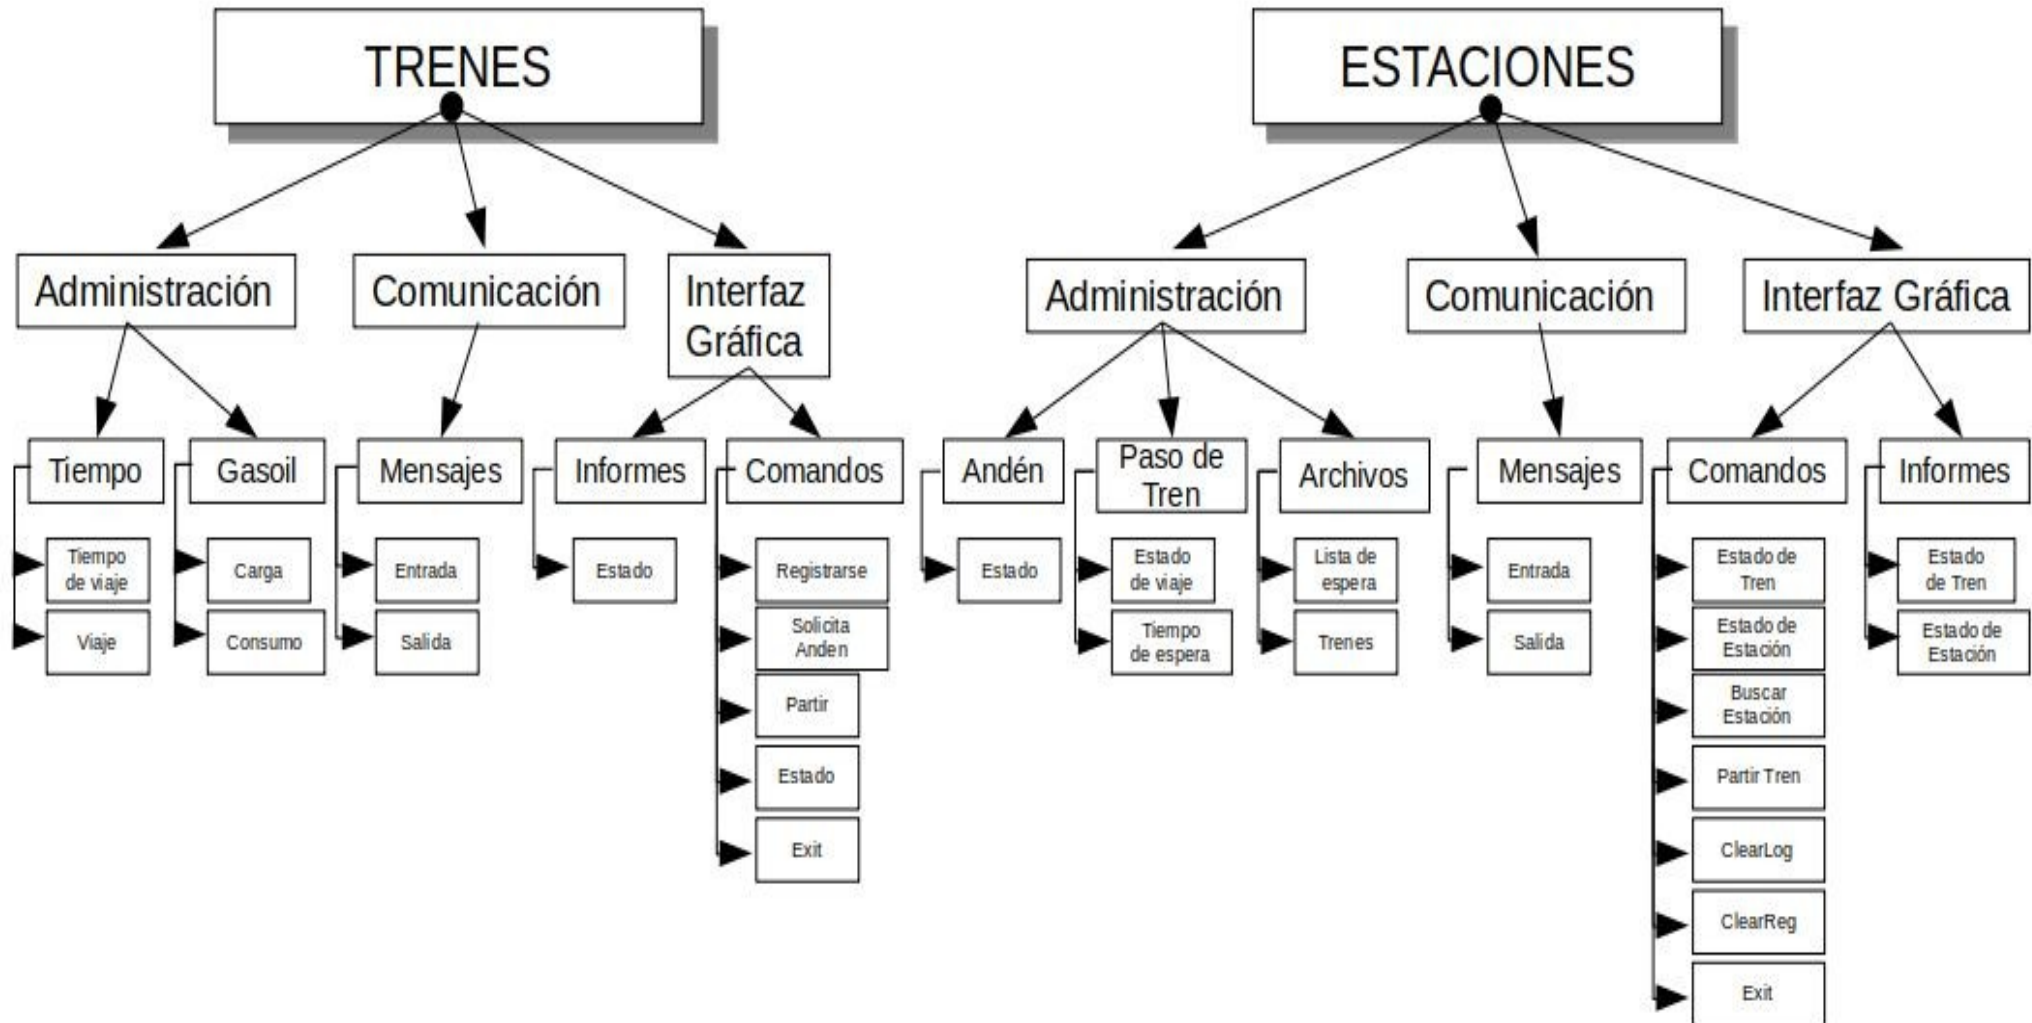 TRENES
ESTACIONES
Administración
Comunicación
Interfaz
Gráfica
Administración
Comunicación
Interfaz Gráfica
Tiempo
Gasoil
Mensajes
Informes
Comandos
Andén
Paso de
Tren
Archivos
Mensajes
Comandos
Informes
Tiempo
de viaje
Viaje
Carga
Consumo
Entrada
Salida
Estado
Registrarse
Solicita
Anden
Partir
Estado
Exit
Estado
Estado
de viaje
Tiempo
de espera
Lista de
espera
Trenes
Entrada
Salida
Estado de
Tren
Estado de
Estación
Buscar
Estación
Partir Tren
ClearLog
ClearReg
Exit
Estado
de Tren
Estado de
Estación